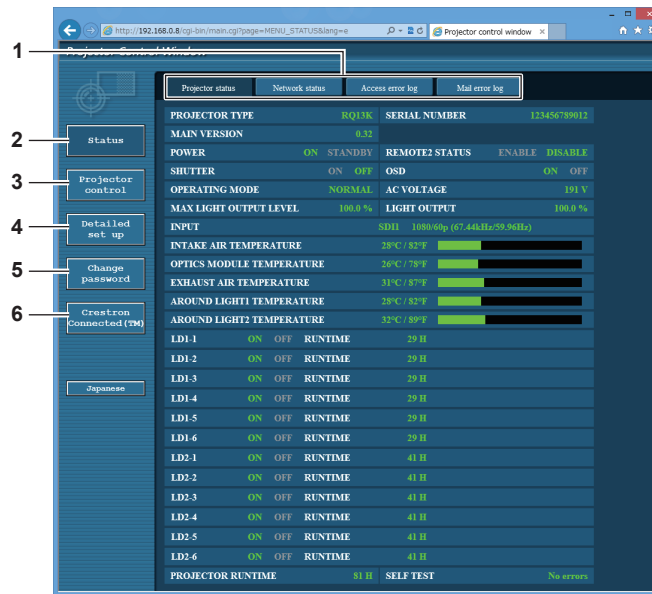 http://192.168.0.8/cgi-bin/main.cgi?page=MENU_STATUS&lang=e
Projector control window
Projector Control Window
1
Projector status Network status Access error log Mail error log
2
Status
3
Projector control
4
Detailed set up
5
Change password
6
Crestron Connected(TM)
Japanese
PROJECTOR TYPE RQ13K SERIAL NUMBER 123456789012
MAIN VERSION 0.32
POWER ON STANDBY REMOTE2 STATUS ENABLE DISABLE
SHUTTER ON OFF OSD ON OFF
OPERATING MODE NORMAL AC VOLTAGE 191 V
MAX LIGHT OUTPUT LEVEL 100.0 % LIGHT OUTPUT 100.0 %
INPUT SDI1 1080/60p (67.44kHz/59.96Hz)
INTAKE AIR TEMPERATURE 28°C / 82°F
OPTICS MODULE TEMPERATURE 26°C / 78°F
EXHAUST AIR TEMPERATURE 31°C / 87°F
AROUND LIGHT1 TEMPERATURE 28°C / 82°F
AROUND LIGHT2 TEMPERATURE 32°C / 89°F
LD1-1 ON OFF RUNTIME 29 H
LD1-2 ON OFF RUNTIME 29 H
LD1-3 ON OFF RUNTIME 29 H
LD1-4 ON OFF RUNTIME 29 H
LD1-5 ON OFF RUNTIME 29 H
LD1-6 ON OFF RUNTIME 29 H
LD2-1 ON OFF RUNTIME 41 H
LD2-2 ON OFF RUNTIME 41 H
LD2-3 ON OFF RUNTIME 41 H
LD2-4 ON OFF RUNTIME 41 H
LD2-5 ON OFF RUNTIME 41 H
LD2-6 ON OFF RUNTIME 41 H
PROJECTOR RUNTIME 81 H SELF TEST No errors